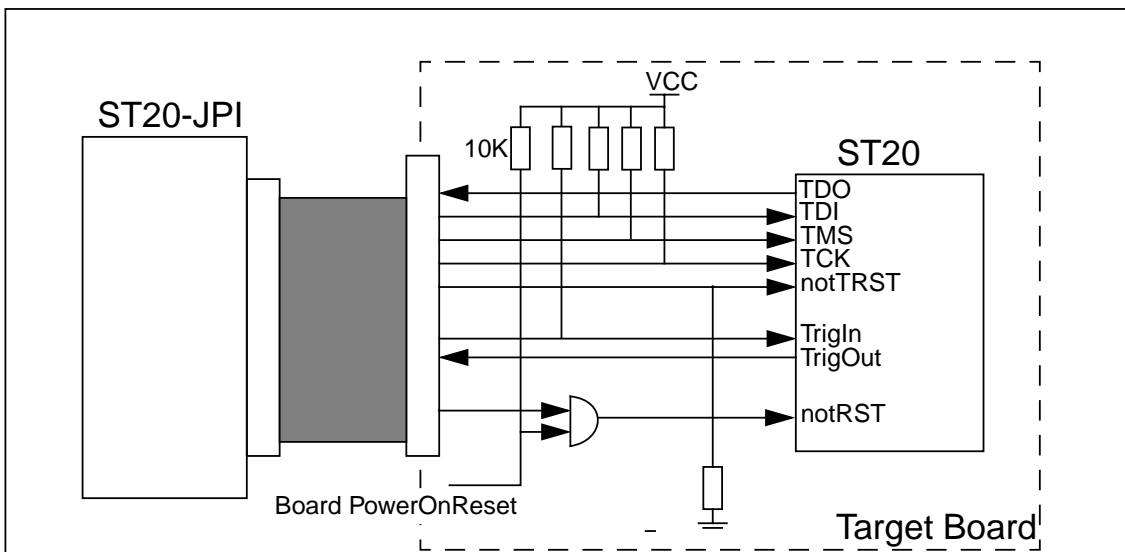 VCC
ST20-JPI
10K
ST20
TDO
TDI
TMS
TCK
notTRST
TrigIn
TrigOut
notRST
Board PowerOnReset
Target Board